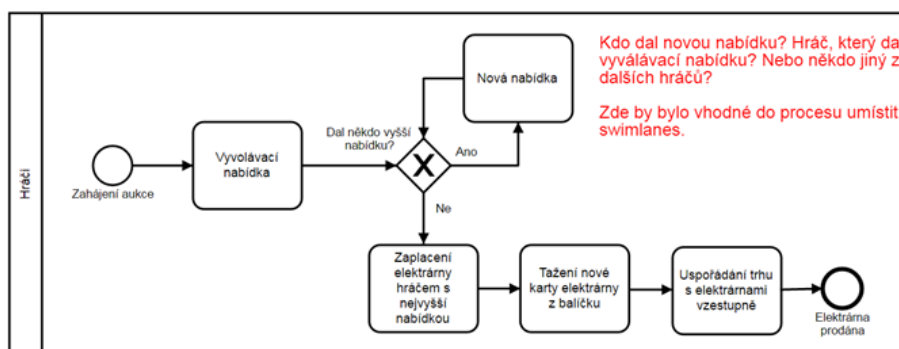 Hráči
Zahájení aukce
Vyvolávací
nabídka
Dal někdo vyšší
nabídku?
Ano
Nová nabídka
Ne
Zaplacení
elektrárny
hráčem s
nejvyšší
nabídkou
Tažení nové
karty elektrárny
z balíčku
Uspořádání trhu
s elektrárnami
vzestupně
Elektrárna
prodána
Kdo dal novou nabídku? Hráč, který da
vyválávací nabídku? Nebo někdo jiný z
dalších hráčů?
Zde by bylo vhodné do procesu umístit
swimlanes.